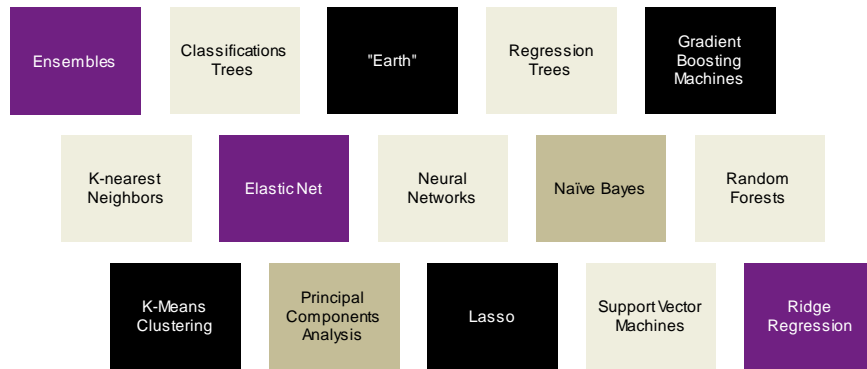 Ensembles
Classifications
Trees
"Earth"
Regression
Trees
Gradient
Boosting
Machines
K-nearest
Neighbors
Elastic Net
Neural
Networks
Naïve Bayes
Random
Forests
K-Means
Clustering
Principal
Components
Analysis
Lasso
Support Vector
Machines
Ridge
Regression